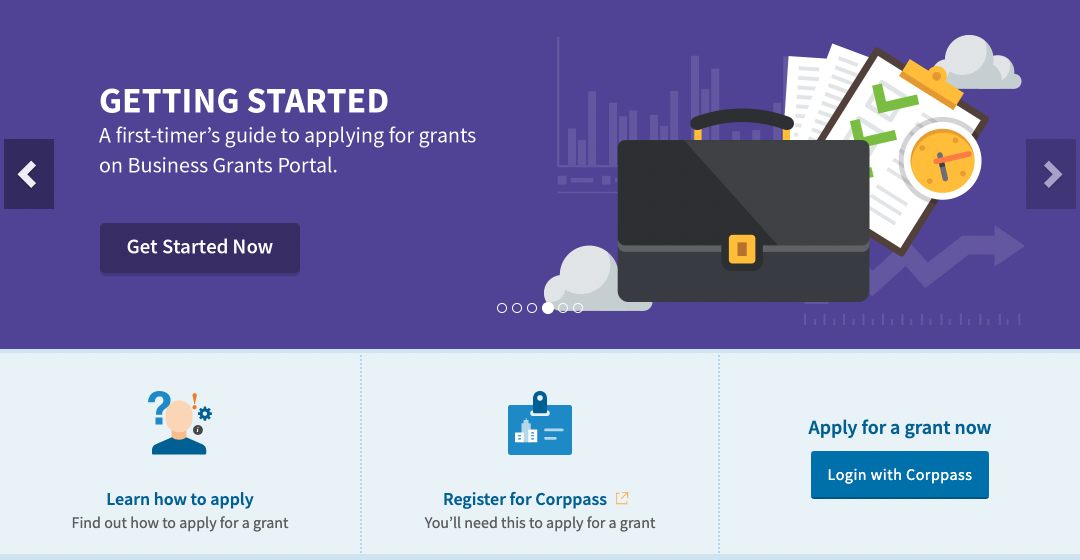 GETTING STARTED
A first-timer's guide to applying for grants
on Business Grants Portal.
Get Started Now
Learn how to apply
Find out how to apply for a grant
Register for Corppass
You'll need this to apply for a grant
Apply for a grant now
Login with Corppass